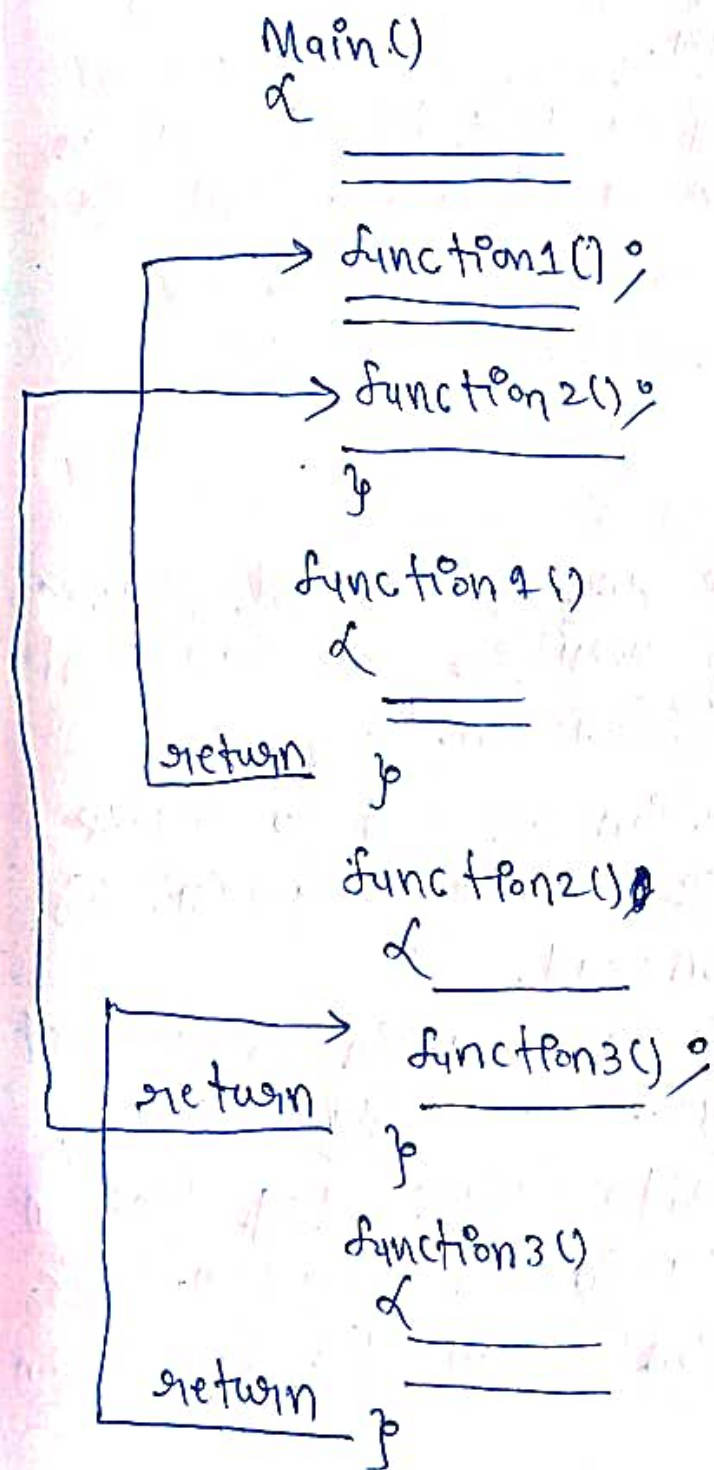 Main()
{
function1();
function2();
}
function1()
{
return }
function2()
{
function3();
return
}
function3()
{
return }